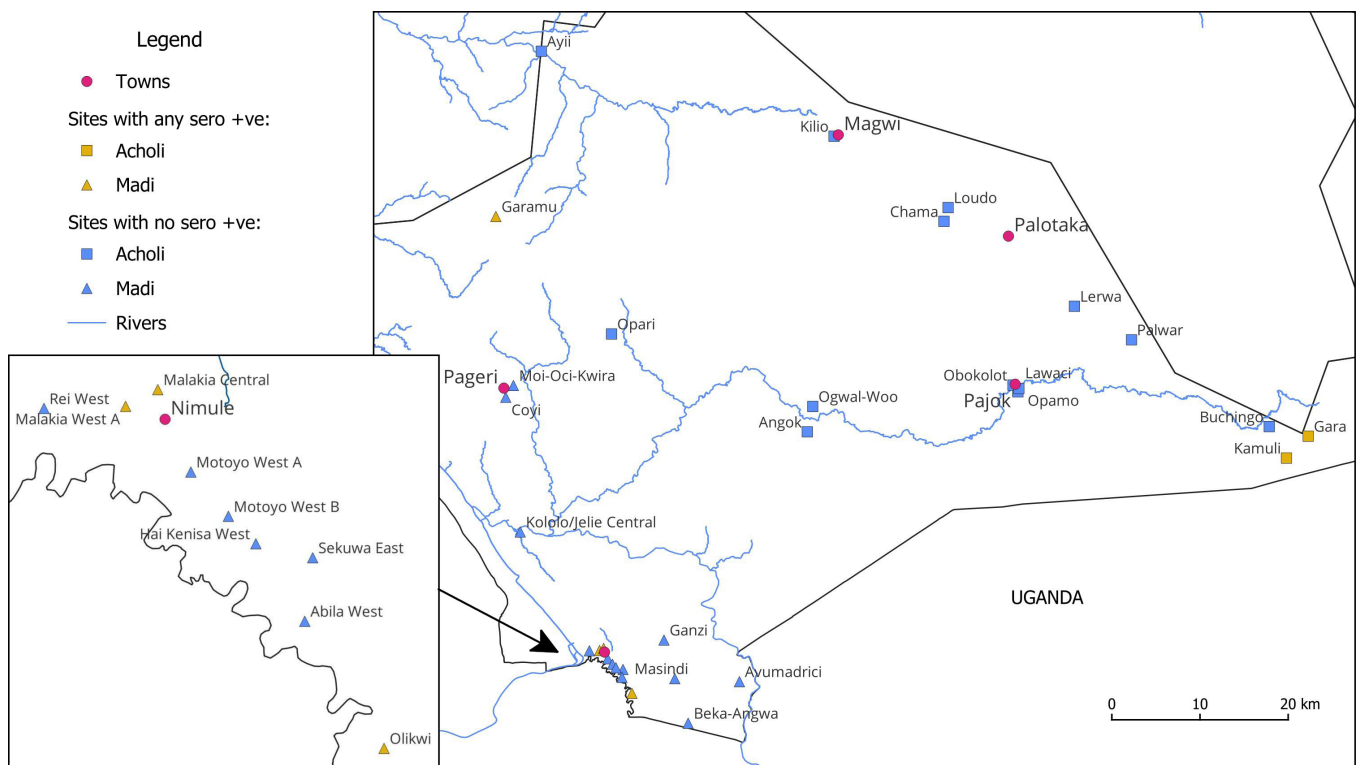 Legend
Towns
Sites with any sero +ve:
Acholi
Madi
Sites with no sero +ve:
Acholi
Madi
Rivers
Ayii
Kilio
Magwi
Garamu
Loudo
Chama
Palotaka
Lerwa
Opari
Palwar
Pageri
Moi-Oci-Kwira
Coyi
Obokolot
Lawaci
Pajok
Opamo
Ogwal-Woo
Angok
Buchingo
Gara
Kamuli
Kololo/Jelie Central
UGANDA
Ganzi
Masindi
Avumadrici
Beka-Angwa
0 10 20 km
Malakia Central
Rei West
Malakia West A
Nimule
Motoyo West A
Motoyo West B
Hai Kenisa West
Sekuwa East
Abila West
Olikwi